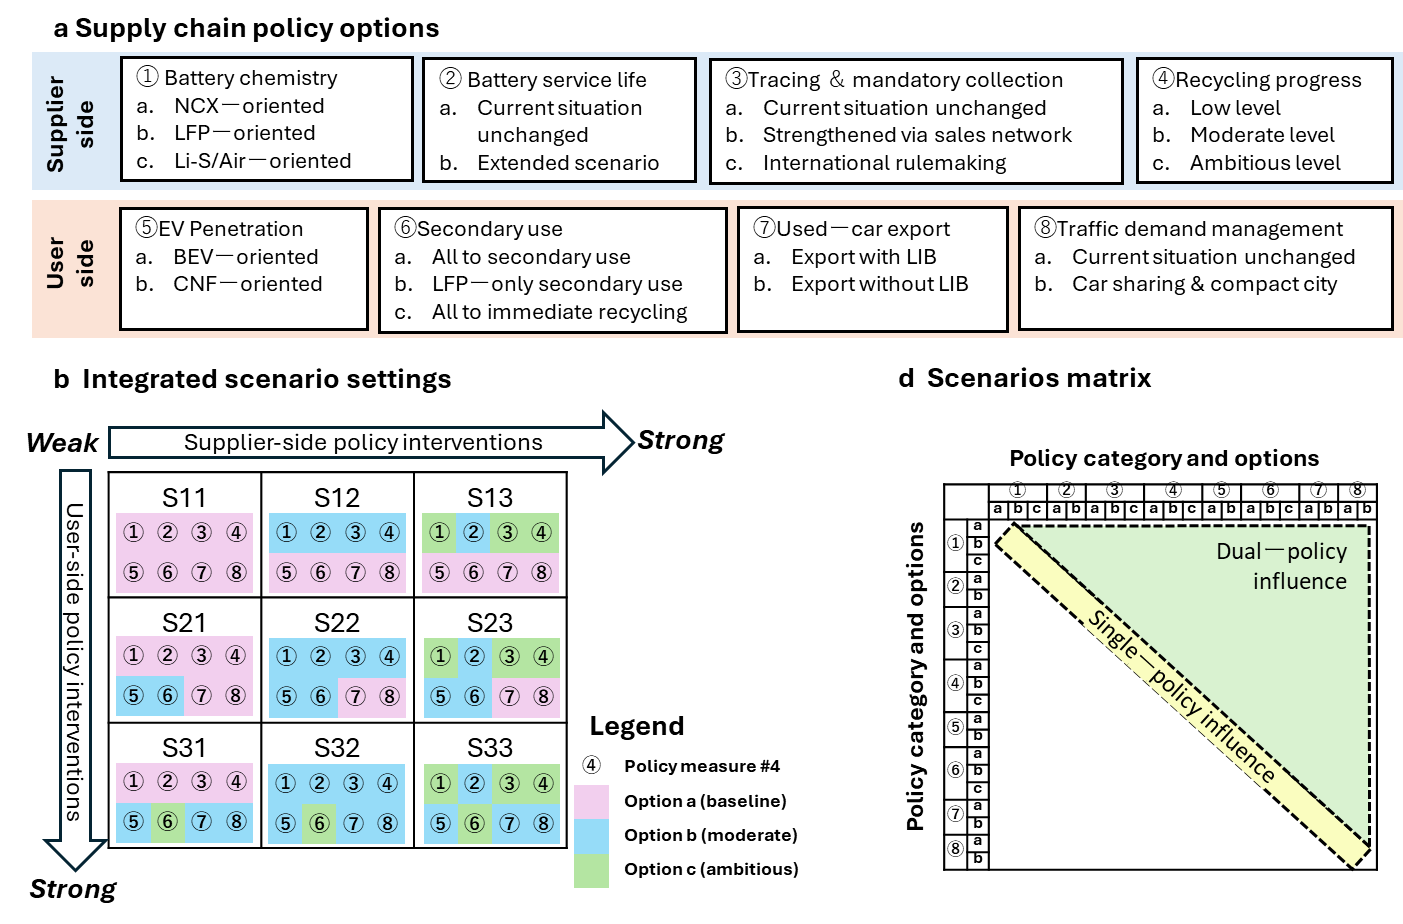 a Supply chain policy options
Supplier
side
① Battery chemistry
a. NCX—oriented
b. LFP—oriented
c. Li-S/Air—oriented
② Battery service life
a. Current situation
unchanged
b. Extended scenario
③Tracing & mandatory collection
a. Current situation unchanged
b. Strengthened via sales network
c. International rulemaking
④Recycling progress
a. Low level
b. Moderate level
c. Ambitious level
User
side
⑤EV Penetration
a. BEV—oriented
b. CNF—oriented
⑥Secondary use
a. All to secondary use
b. LFP—only secondary use
c. All to immediate recycling
⑦Used—car export
a. Export with LIB
b. Export without LIB
⑧Traffic demand management
a. Current situation unchanged
b. Car sharing & compact city
b Integrated scenario settings
Weak
Supplier-side policy interventions
Strong
User-side policy interventions
Strong
S11
① ② ③ ④
⑤ ⑥ ⑦ ⑧
S12
① ② ③ ④
⑤ ⑥ ⑦ ⑧
S13
① ② ③ ④
⑤ ⑥ ⑦ ⑧
S21
① ② ③ ④
⑤ ⑥ ⑦ ⑧
S22
① ② ③ ④
⑤ ⑥ ⑦ ⑧
S23
① ② ③ ④
⑤ ⑥ ⑦ ⑧
S31
① ② ③ ④
⑤ ⑥ ⑦ ⑧
S32
① ② ③ ④
⑤ ⑥ ⑦ ⑧
S33
① ② ③ ④
⑤ ⑥ ⑦ ⑧
Legend
④ Policy measure #4
Option a (baseline)
Option b (moderate)
Option c (ambitious)
d Scenarios matrix
Policy category and options
① ② ③ ④ ⑤ ⑥ ⑦ ⑧
a b c a b a b c a b c a b a b c a b a b
Policy category and options
① a
b
c
② a
b
③ a
b
c
④ a
b
c
⑤ a
b
⑥ a
b
c
⑦ a
b
⑧ a
b
Dual—policy
influence
Single—policy influence